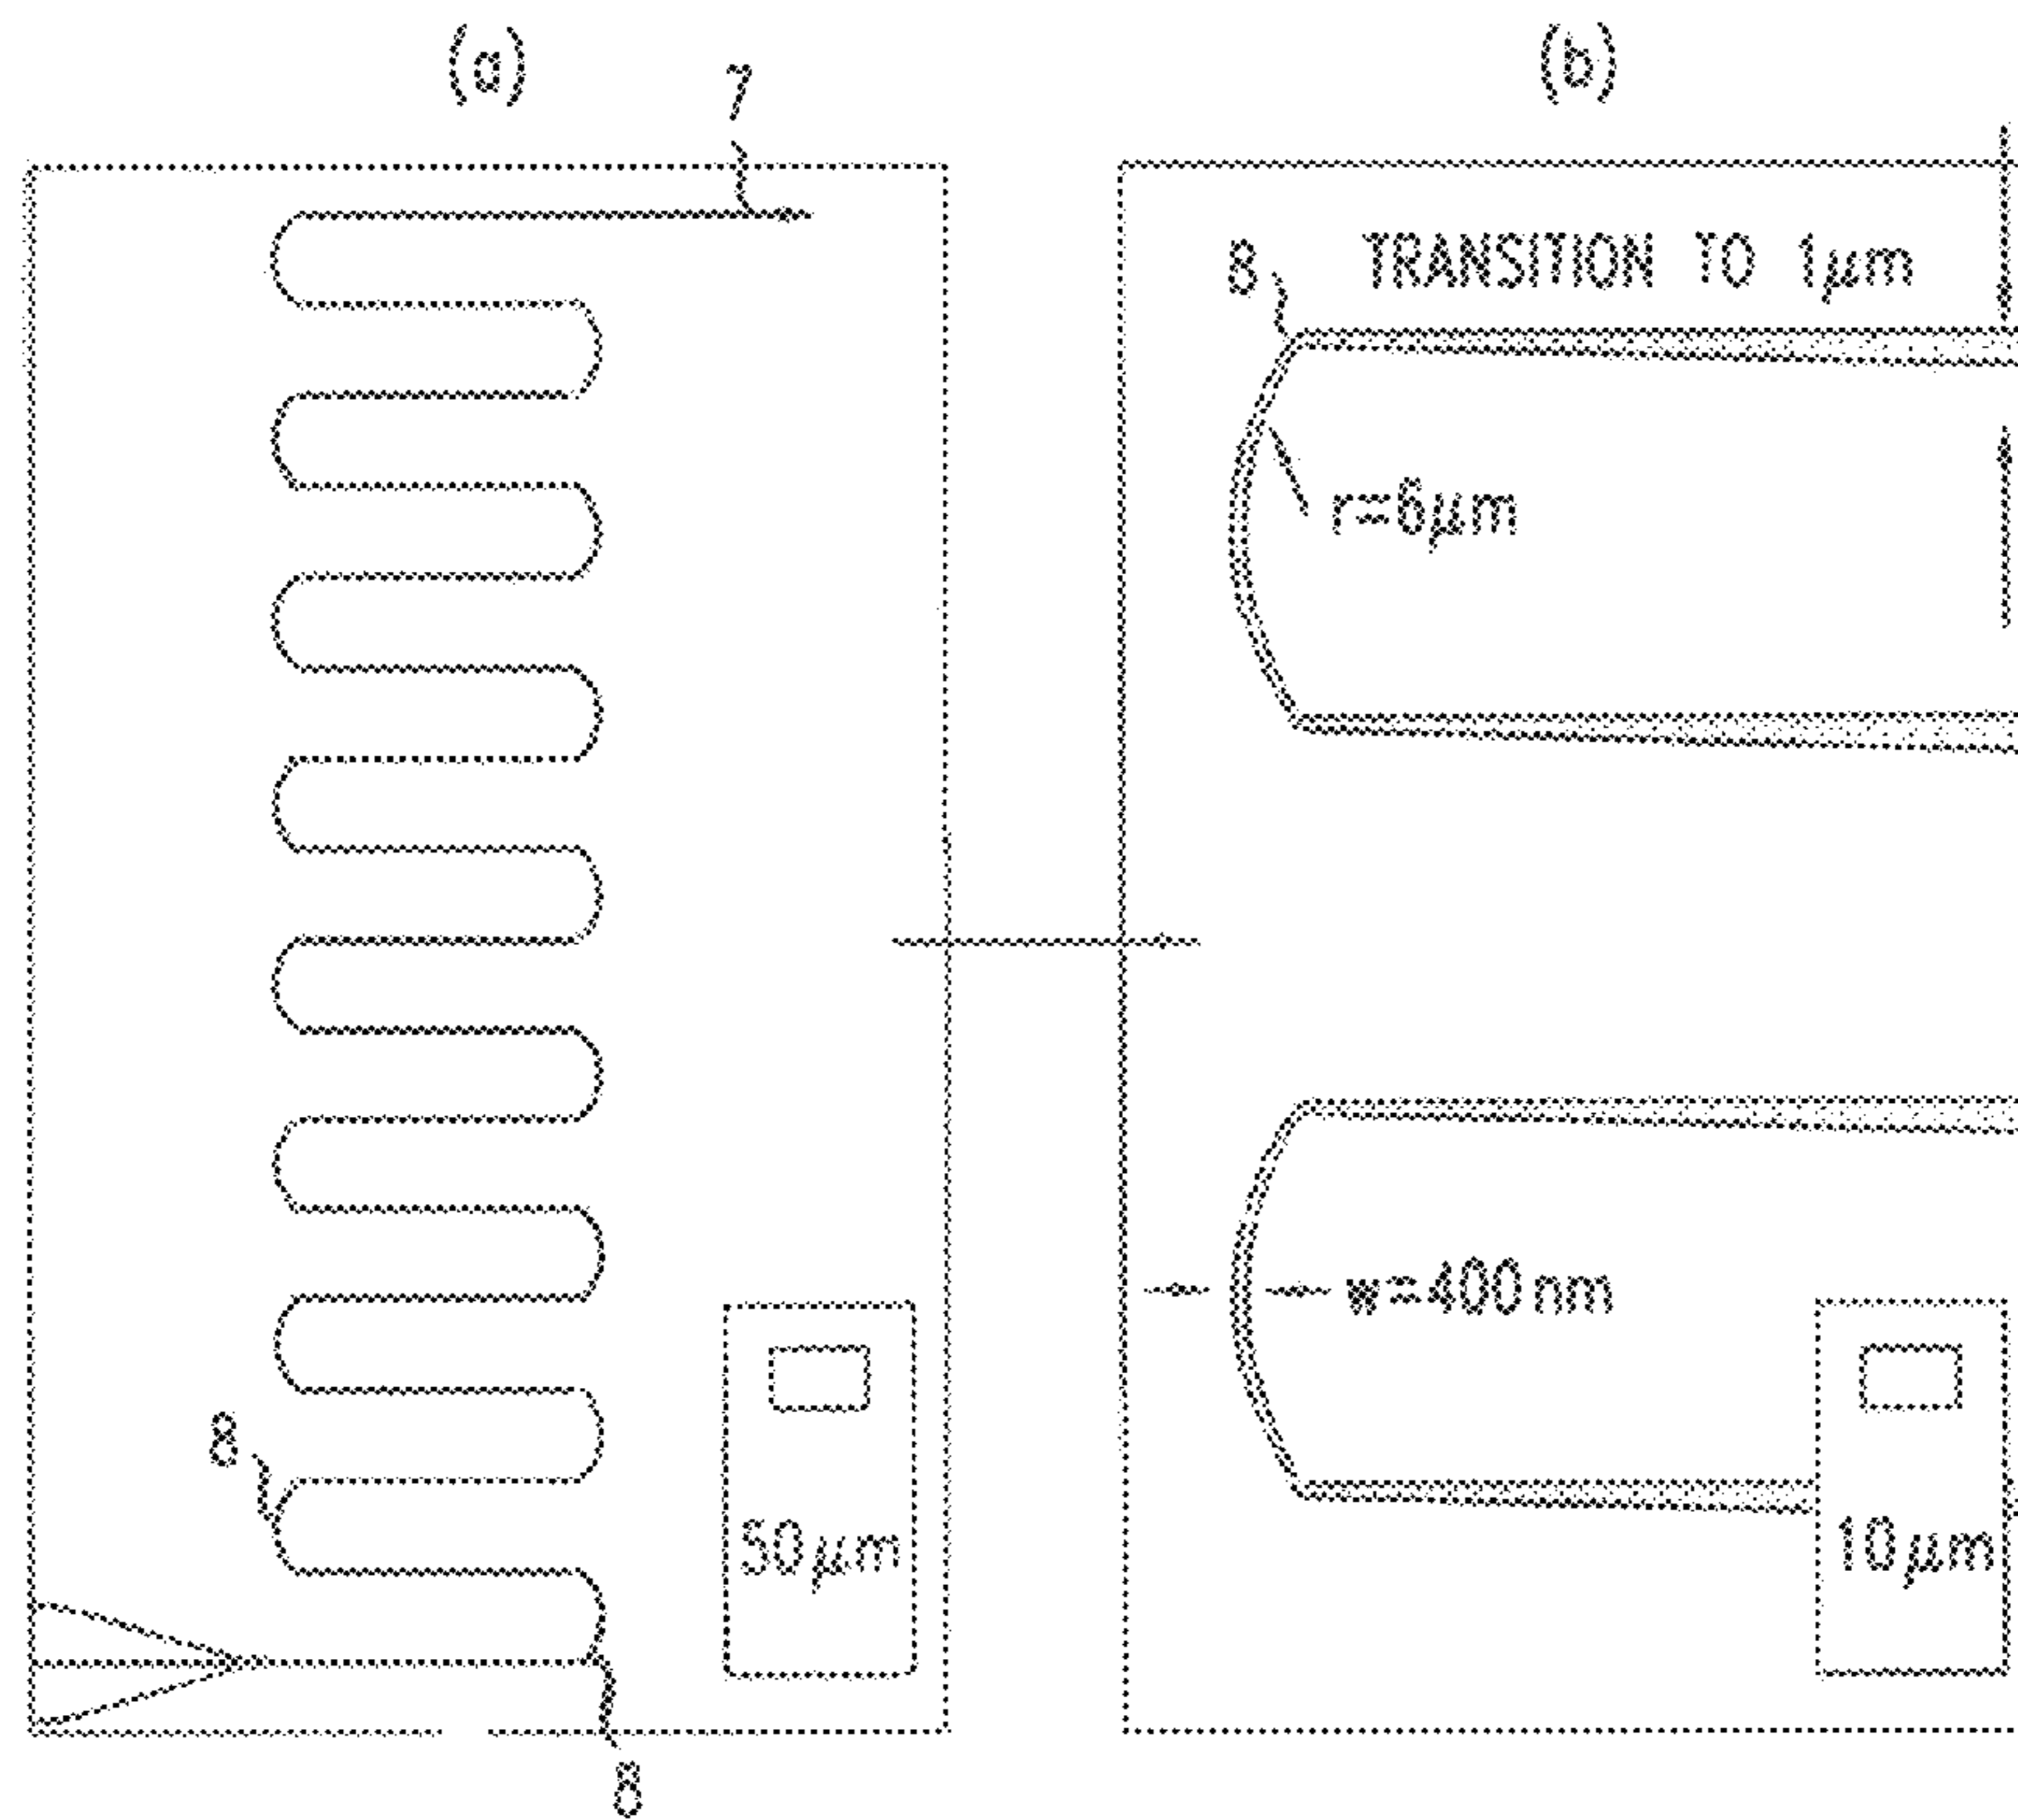 (a)
7
8
50μm
8
(b)
8 TRANSITION TO 1μm
r=6μm
w=400nm
10μm